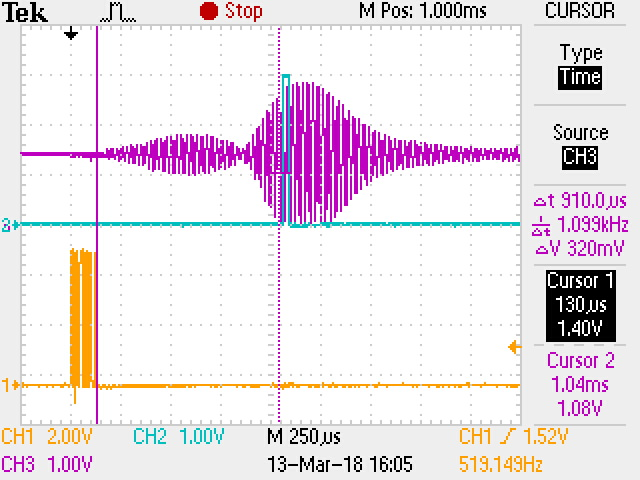 Tek Stop M Pos: 1.000ms CURSOR
Type
Time
Source
CH3
Δt 910.0µs
1/Δt 1.099kHz
ΔV 320mV
Cursor 1
130µs
1.40V
Cursor 2
1.04ms
1.08V
1
CH1 2.00V CH2 1.00V M 250µs CH1 1.52V
CH3 1.00V 13-Mar-18 16:05 519.149Hz